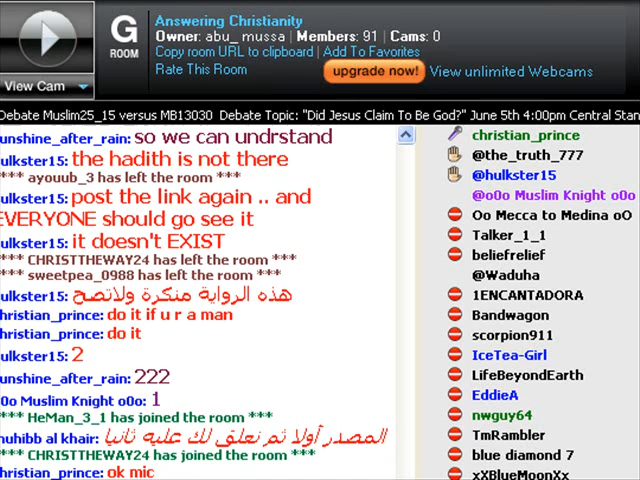 G
ROOM
Answering Christianity
Owner: abu_ mussa | Members: 91 | Cams: 0
Copy room URL to clipboard | Add To Favorites
Rate This Room
upgrade now!
View unlimited Webcams
View Cam
Debate Muslim25_15 versus MB13030 Debate Topic: "Did Jesus Claim To Be God?" June 5th 4:00pm Central Stan
unshine_after_rain: so we can undrstand
ulkster15: the hadith is not there
*** ayouub_3 has left the room ***
ulkster15: post the link again .. and
EVERYONE should go see it
ulkster15: it doesn't EXIST
*** CHRISTTHEWAY24 has left the room ***
*** sweetpea_0988 has left the room ***
ulkster15: هذه الرواية منكرة ولاتصح
hristian_prince: do it if u r a man
hristian_prince: do it
ulkster15: 2
unshine_after_rain: 222
0o Muslim Knight o0o: 1
*** HeMan_3_1 has joined the room ***
nuhibb al khair: المصدر أولا ثم نعلق لك عليه ثانيا
*** CHRISTTHEWAY24 has joined the room ***
hristian_prince: ok mic
christian_prince
@the_truth_777
@hulkster15
@o0o Muslim Knight o0o
Oo Mecca to Medina oO
Talker_1_1
beliefrelief
@Waduha
1ENCANTADORA
Bandwagon
scorpion911
IceTea-Girl
LifeBeyondEarth
EddieA
nwguy64
TmRambler
blue diamond 7
xXBlueMoonXx